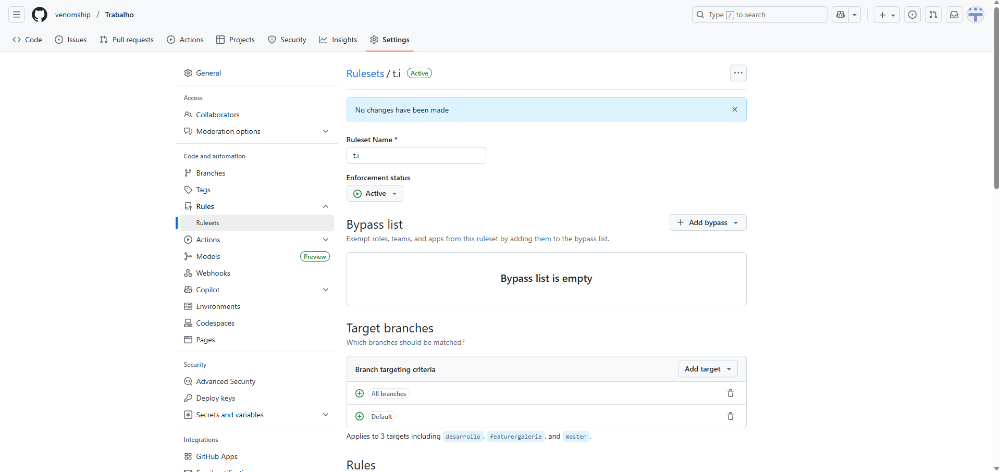 venomship / Trabalho
Type / to search
Code Issues Pull requests Actions Projects Security Insights Settings
General
Access
Collaborators
Moderation options
Code and automation
Branches
Tags
Rules
Rulesets
Actions
Models Preview
Webhooks
Copilot
Environments
Codespaces
Pages
Security
Advanced Security
Deploy keys
Secrets and variables
Integrations
GitHub Apps
Rulesets / t.i Active
No changes have been made
Ruleset Name *
t.i
Enforcement status
Active
Bypass list
Add bypass
Exempt roles, teams, and apps from this ruleset by adding them to the bypass list.
Bypass list is empty
Target branches
Which branches should be matched?
Branch targeting criteria
Add target
All branches
Default
Applies to 3 targets including desarrollo, feature/galeria, and master.
Rules